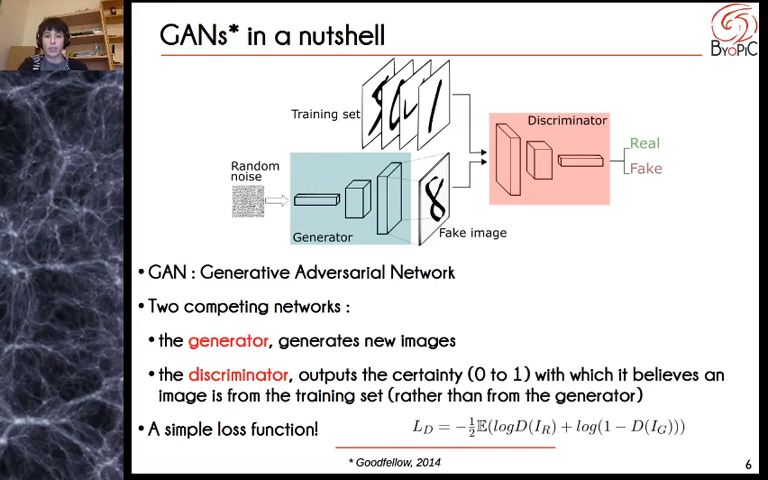 GANs* in a nutshell
BYOPiC
Training set
Discriminator
Real
Fake
Random
noise
Generator
Fake image
• GAN : Generative Adversarial Network
• Two competing networks :
• the generator, generates new images
• the discriminator, outputs the certainty (0 to 1) with which it believes an
image is from the training set (rather than from the generator)
• A simple loss function!
L_D = −½𝔼(logD(I_R) + log(1 − D(I_G)))
* Goodfellow, 2014
6